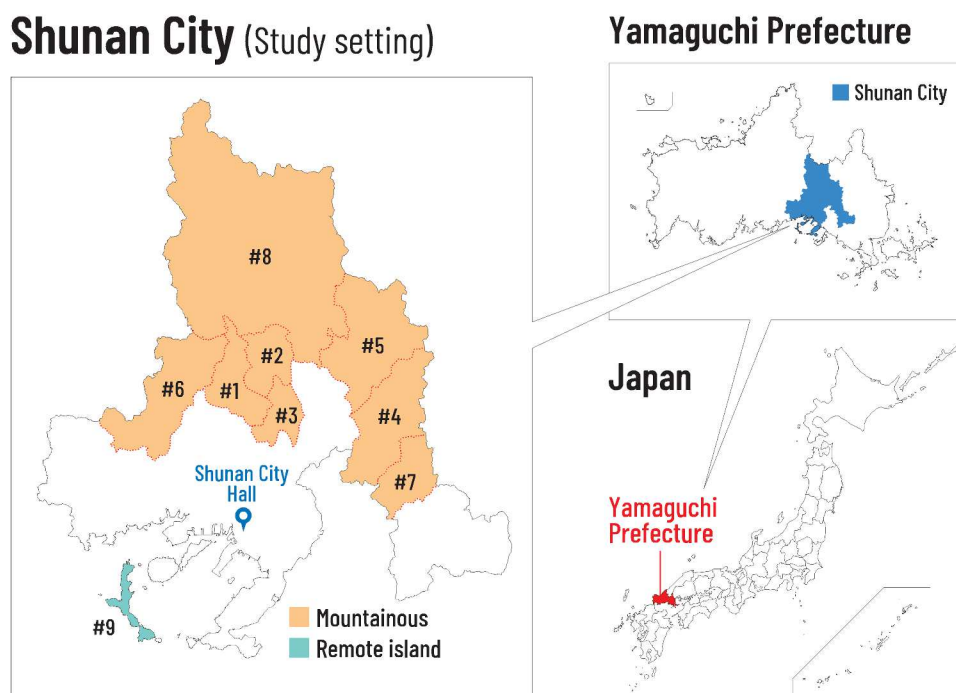 Shunan City (Study setting)
#8
#5
#2
#6
#1
#3
#4
#7
Shunan City
Hall
#9
Mountainous
Remote island
Yamaguchi Prefecture
Shunan City
Japan
Yamaguchi
Prefecture